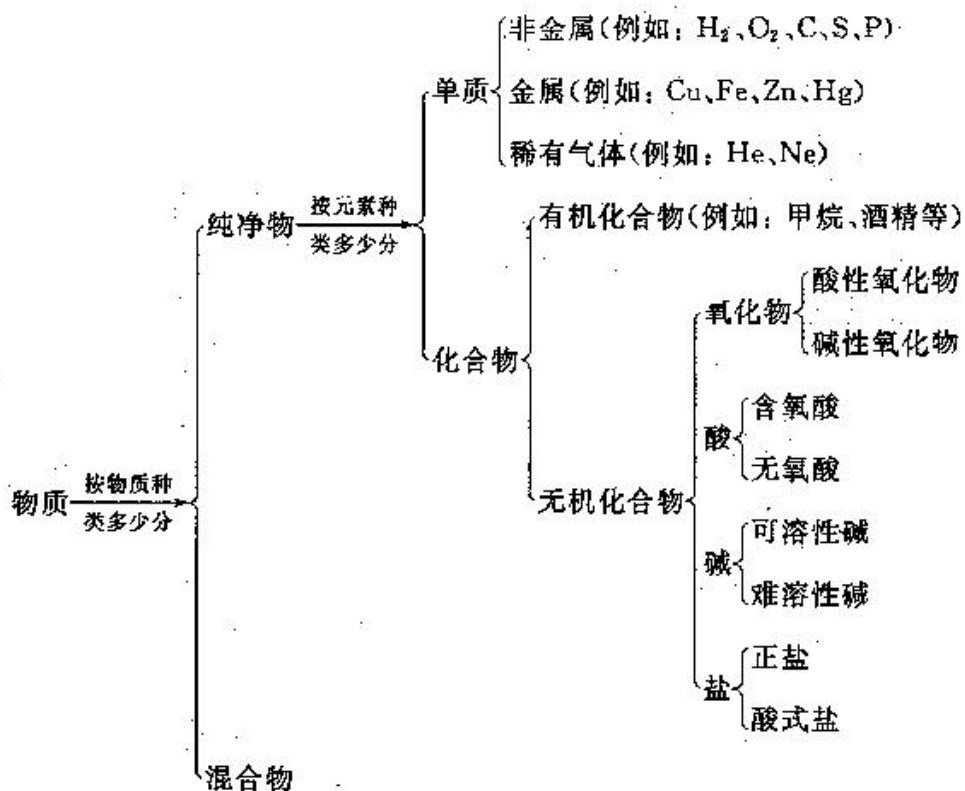 非金属(例如：H₂、O₂、C、S、P)
单质
金属(例如：Cu、Fe、Zn、Hg)
稀有气体(例如：He、Ne)
纯净物
按元素种
类多少分
有机化合物(例如：甲烷、酒精等)
酸性氧化物
氧化物
碱性氧化物
化合物
含氧酸
酸
无氧酸
物质
按物质种
类多少分
无机化合物
可溶性碱
碱
难溶性碱
正盐
盐
酸式盐
混合物